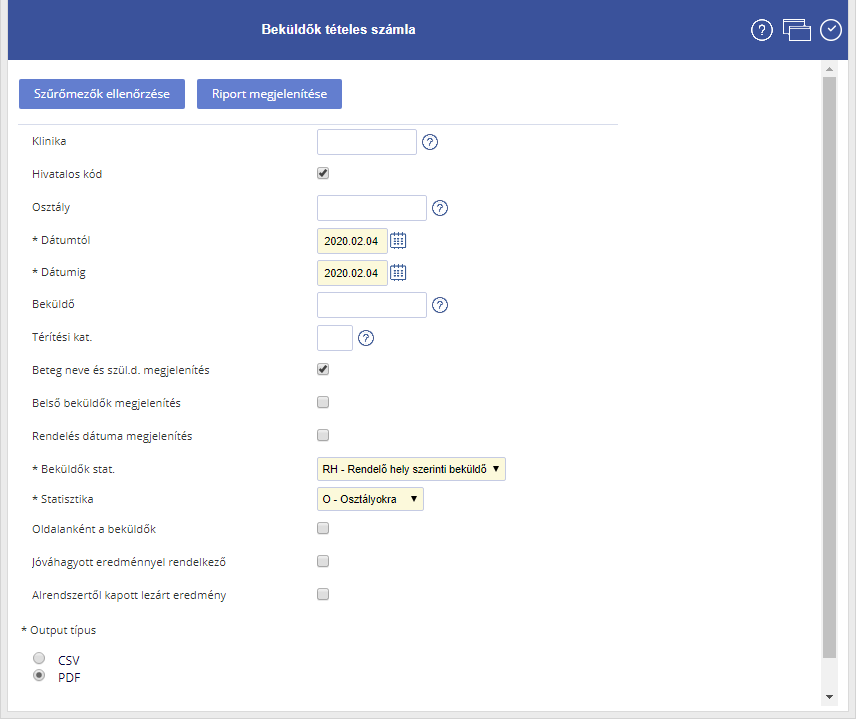 Beküldők tételes számla
Szűrőmezők ellenőrzése Riport megjelenítése
Klinika
Hivatalos kód
Osztály
* Dátumtól 2020.02.04
* Dátumig 2020.02.04
Beküldő
Térítési kat.
Beteg neve és szül.d. megjelenítés
Belső beküldők megjelenítés
Rendelés dátuma megjelenítés
* Beküldők stat. RH - Rendelő hely szerinti beküldő
* Statisztika O - Osztályokra
Oldalanként a beküldők
Jóváhagyott eredménnyel rendelkező
Alrendszertől kapott lezárt eredmény
* Output típus
CSV
PDF